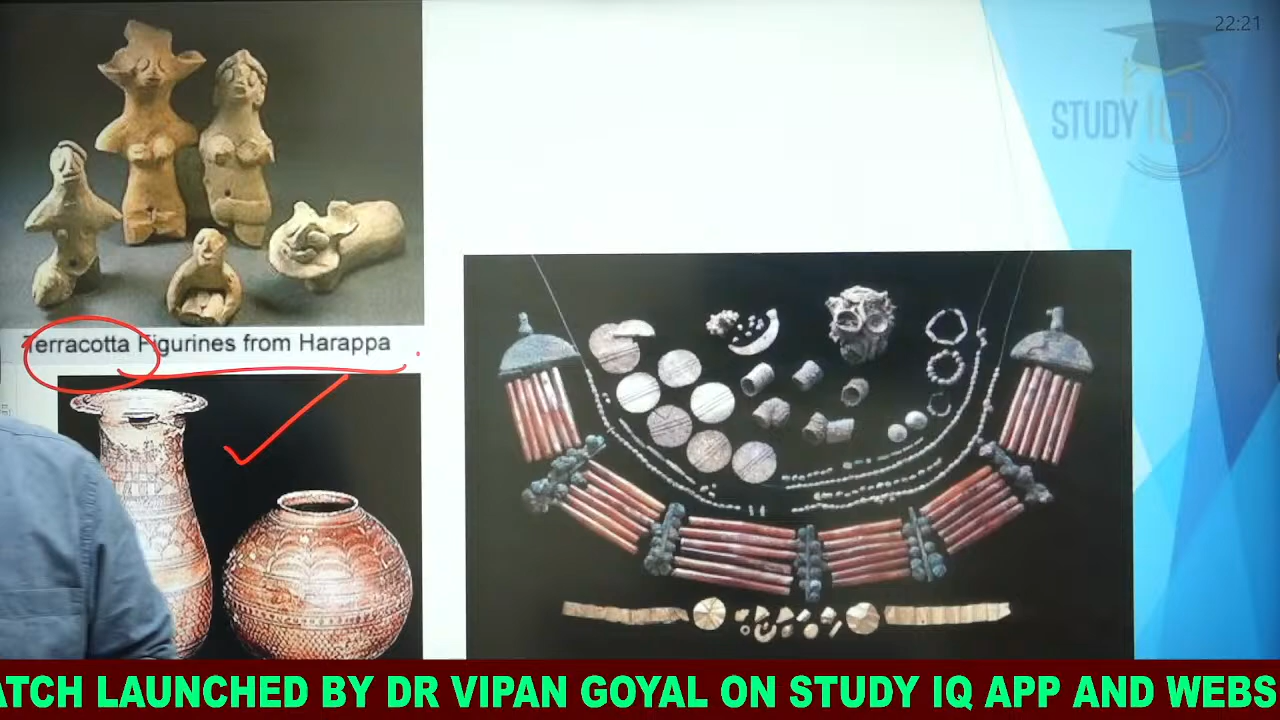 22:21
STUDY IQ
Terracotta Figurines from Harappa
ATCH LAUNCHED BY DR VIPAN GOYAL ON STUDY IQ APP AND WEBS